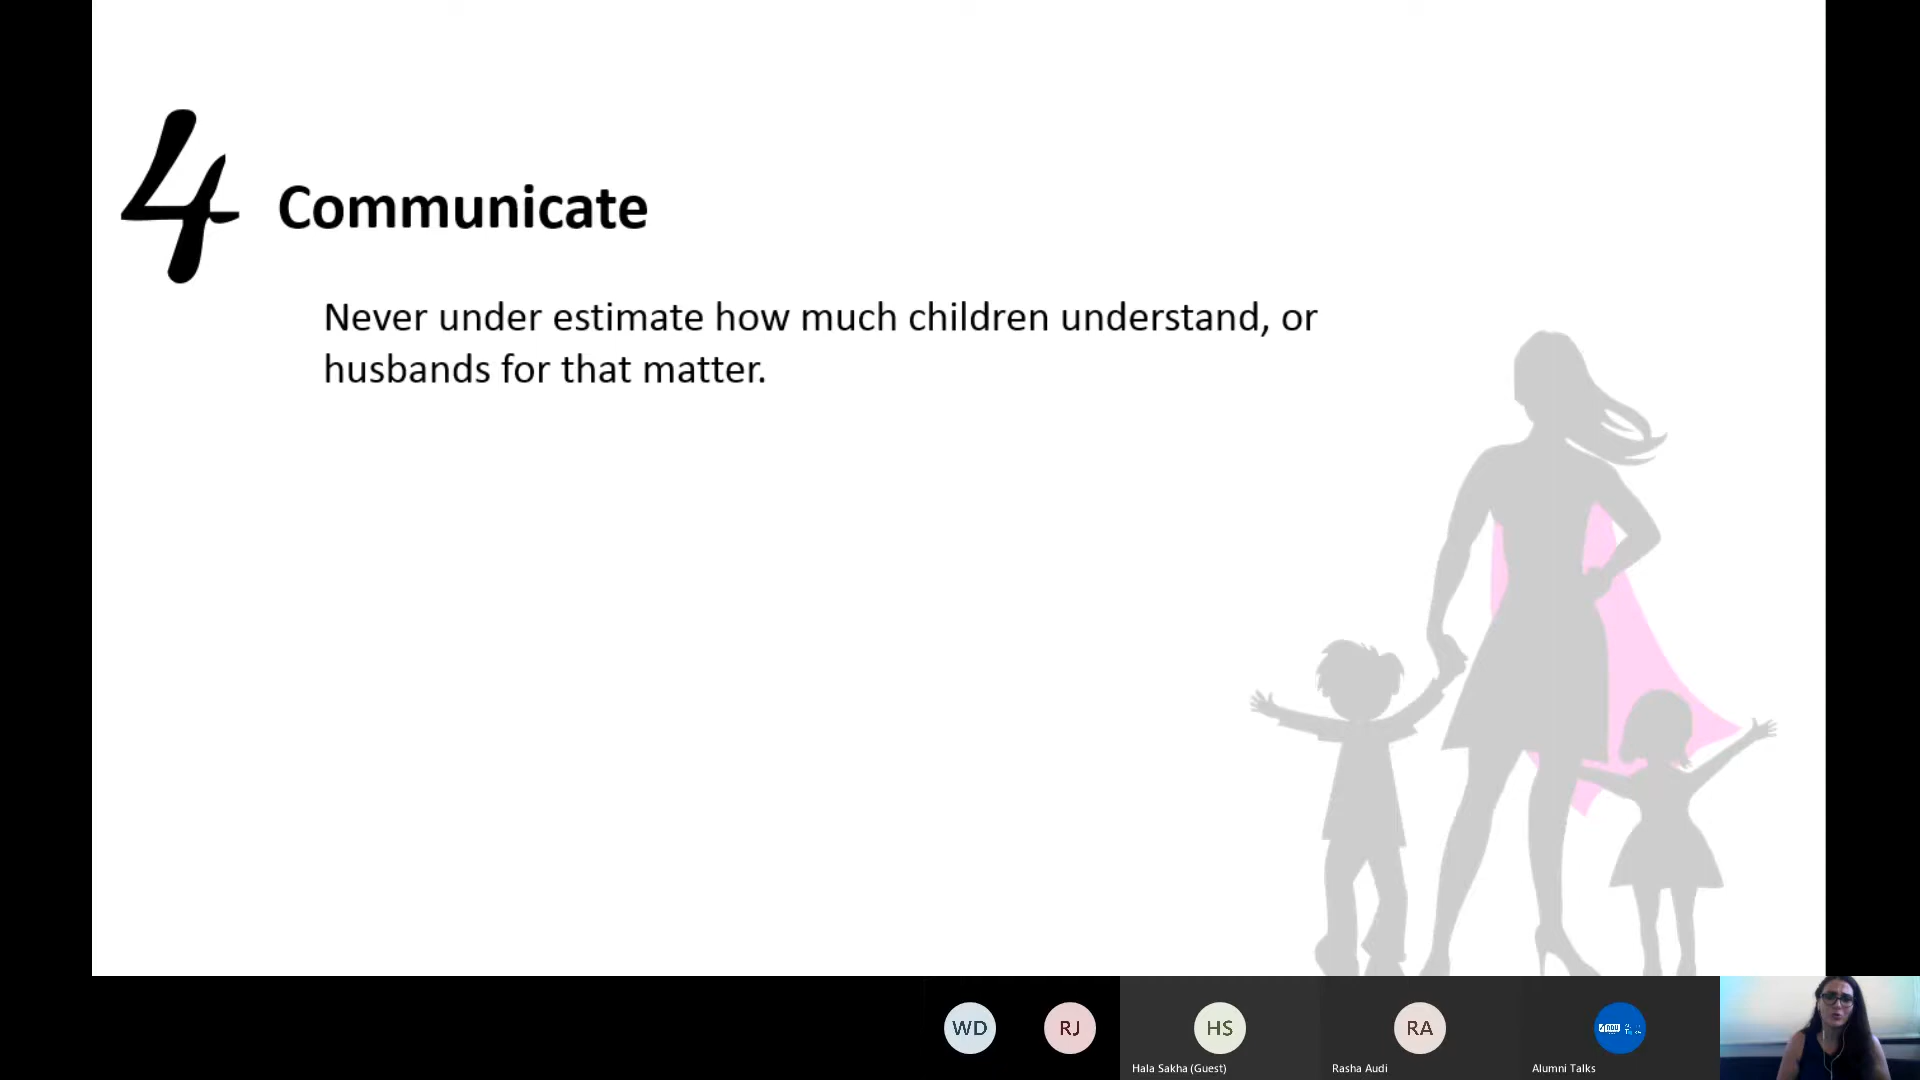 4 Communicate
Never under estimate how much children understand, or
husbands for that matter.
WD
RJ
HS
RA
Hala Sakha (Guest)
Rasha Audi
Alumni Talks